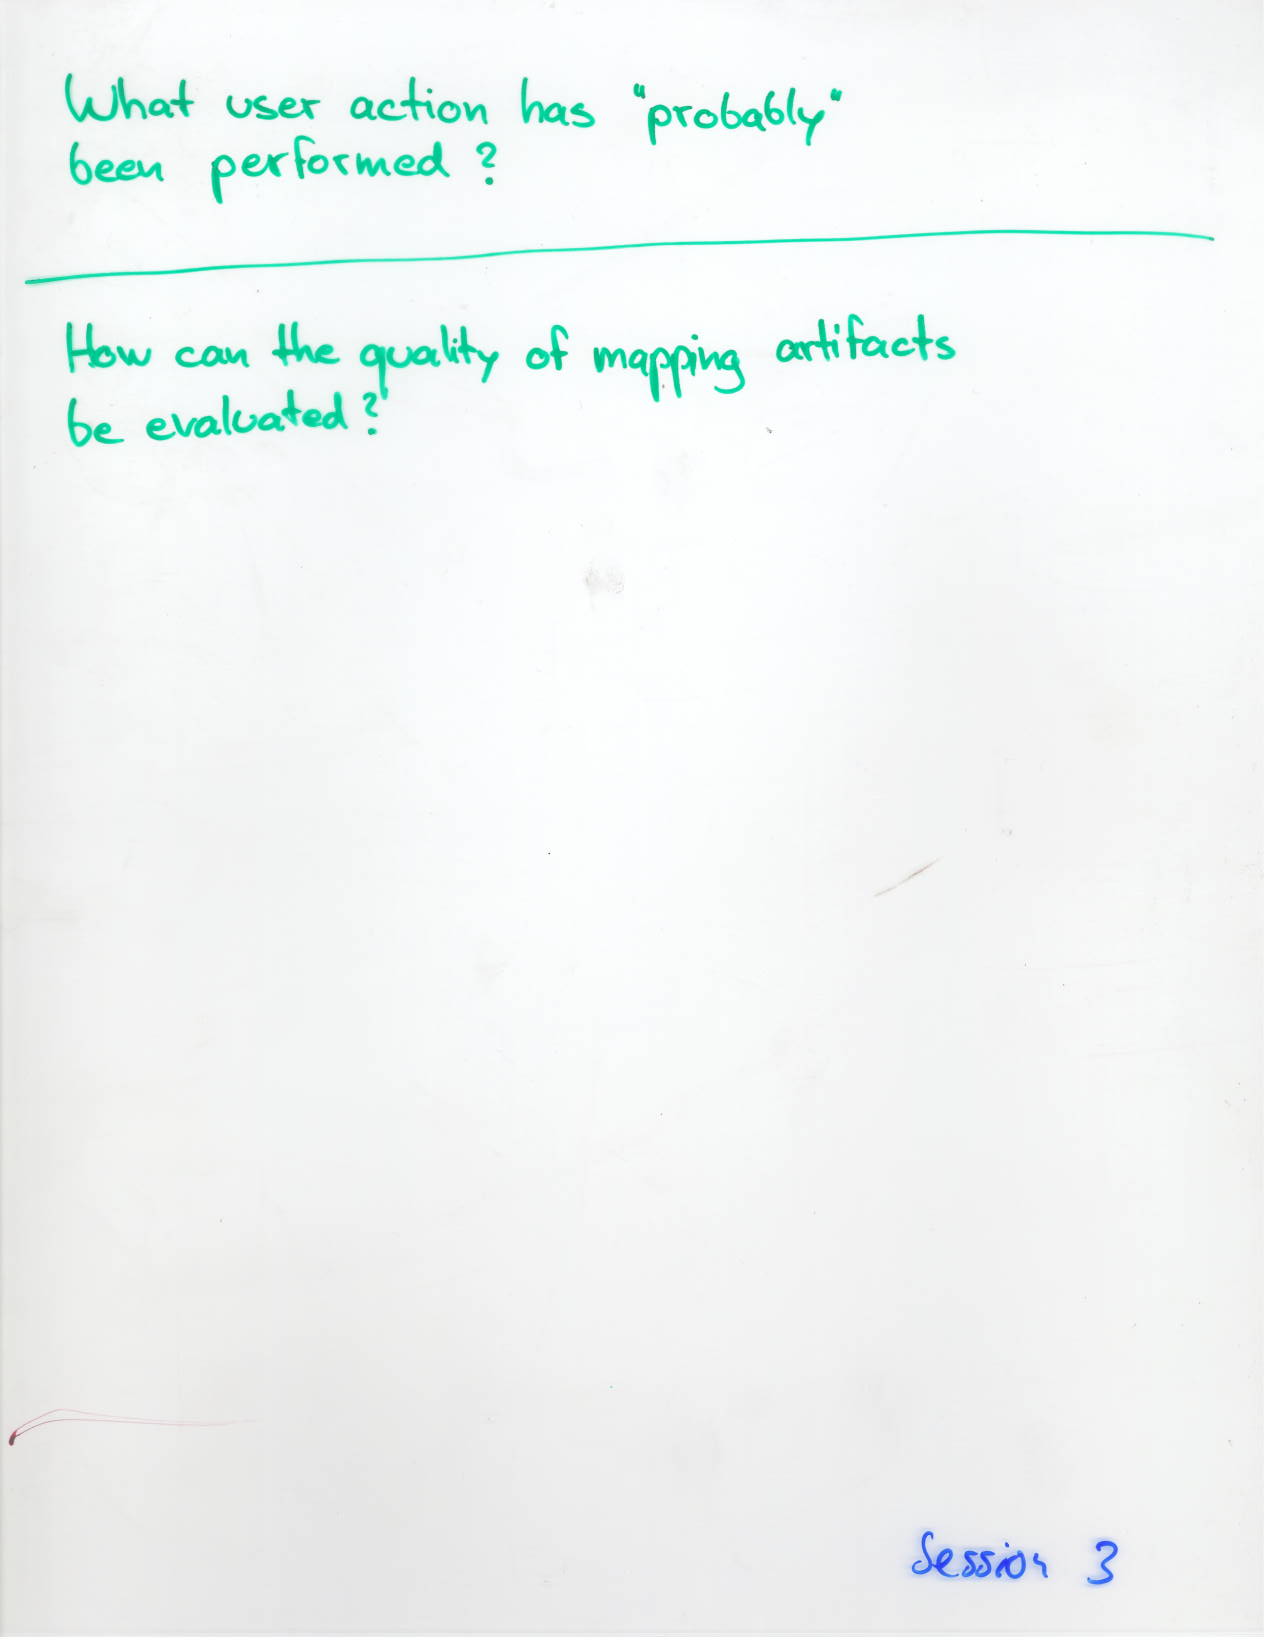 What user action has "probably"
been performed?
How can the quality of mapping artifacts
be evaluated?
Session 3